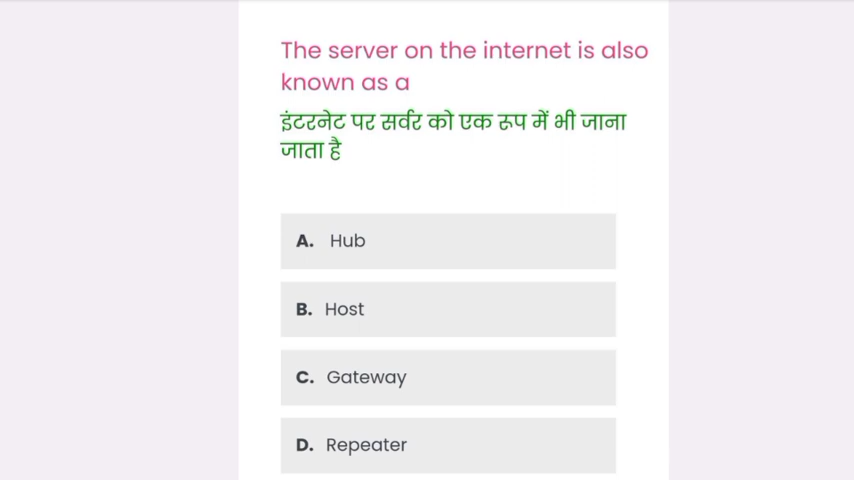 The server on the internet is also
known as a
इंटरनेट पर सर्वर को एक रूप में भी जाना
जाता है
A. Hub
B. Host
C. Gateway
D. Repeater